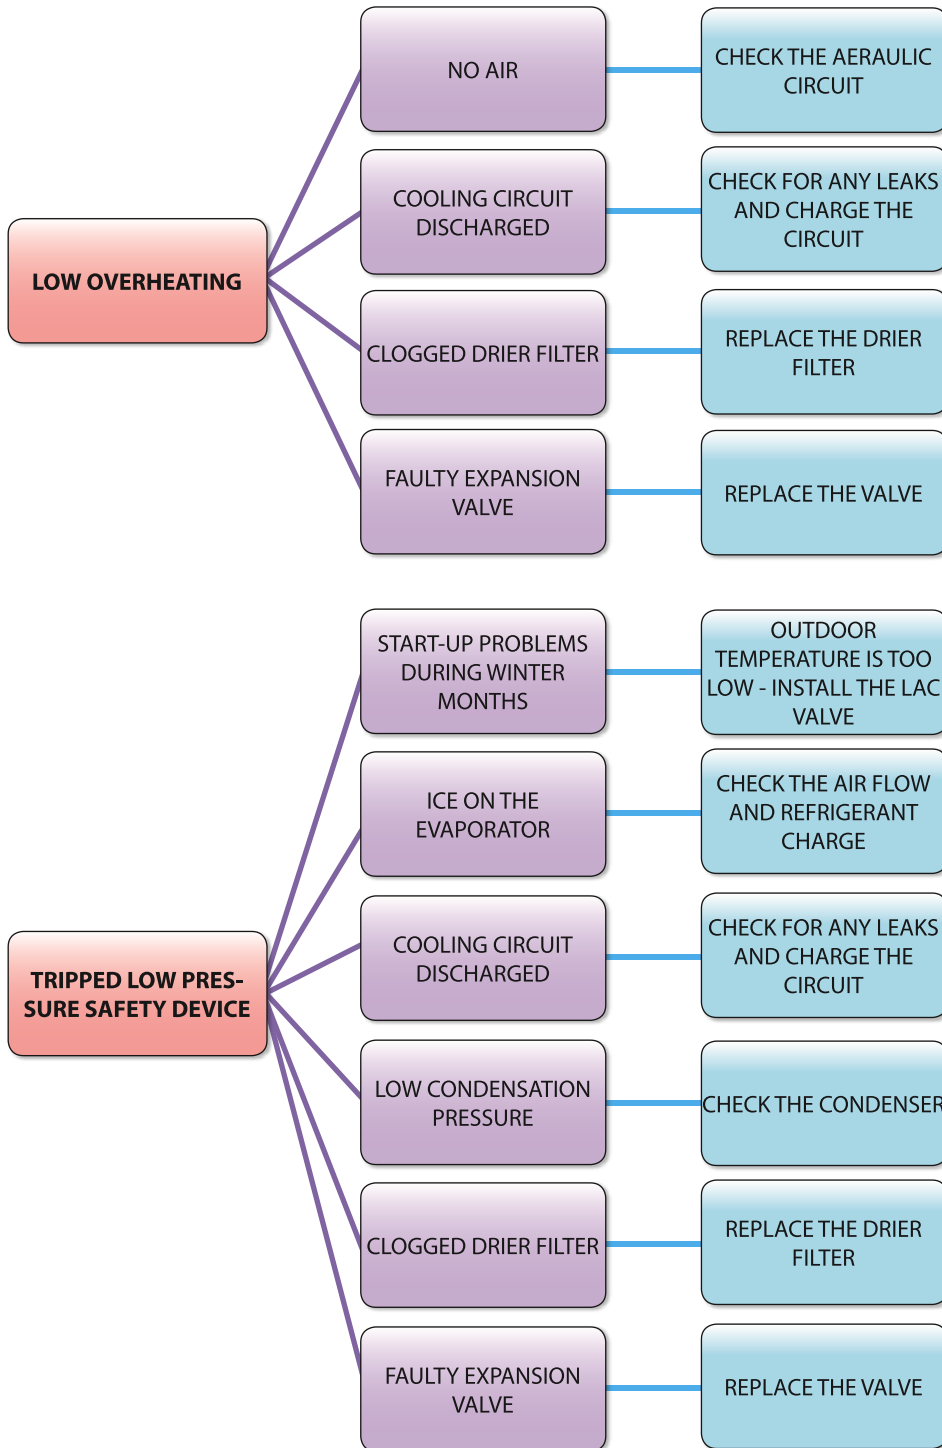 LOW OVERHEATING
NO AIR
CHECK THE AERAULIC
CIRCUIT
COOLING CIRCUIT
DISCHARGED
CHECK FOR ANY LEAKS
AND CHARGE THE
CIRCUIT
CLOGGED DRIER FILTER
REPLACE THE DRIER
FILTER
FAULTY EXPANSION
VALVE
REPLACE THE VALVE
TRIPPED LOW PRES-
SURE SAFETY DEVICE
START-UP PROBLEMS
DURING WINTER
MONTHS
OUTDOOR
TEMPERATURE IS TOO
LOW - INSTALL THE LAC
VALVE
ICE ON THE
EVAPORATOR
CHECK THE AIR FLOW
AND REFRIGERANT
CHARGE
COOLING CIRCUIT
DISCHARGED
CHECK FOR ANY LEAKS
AND CHARGE THE
CIRCUIT
LOW CONDENSATION
PRESSURE
CHECK THE CONDENSER
CLOGGED DRIER FILTER
REPLACE THE DRIER
FILTER
FAULTY EXPANSION
VALVE
REPLACE THE VALVE